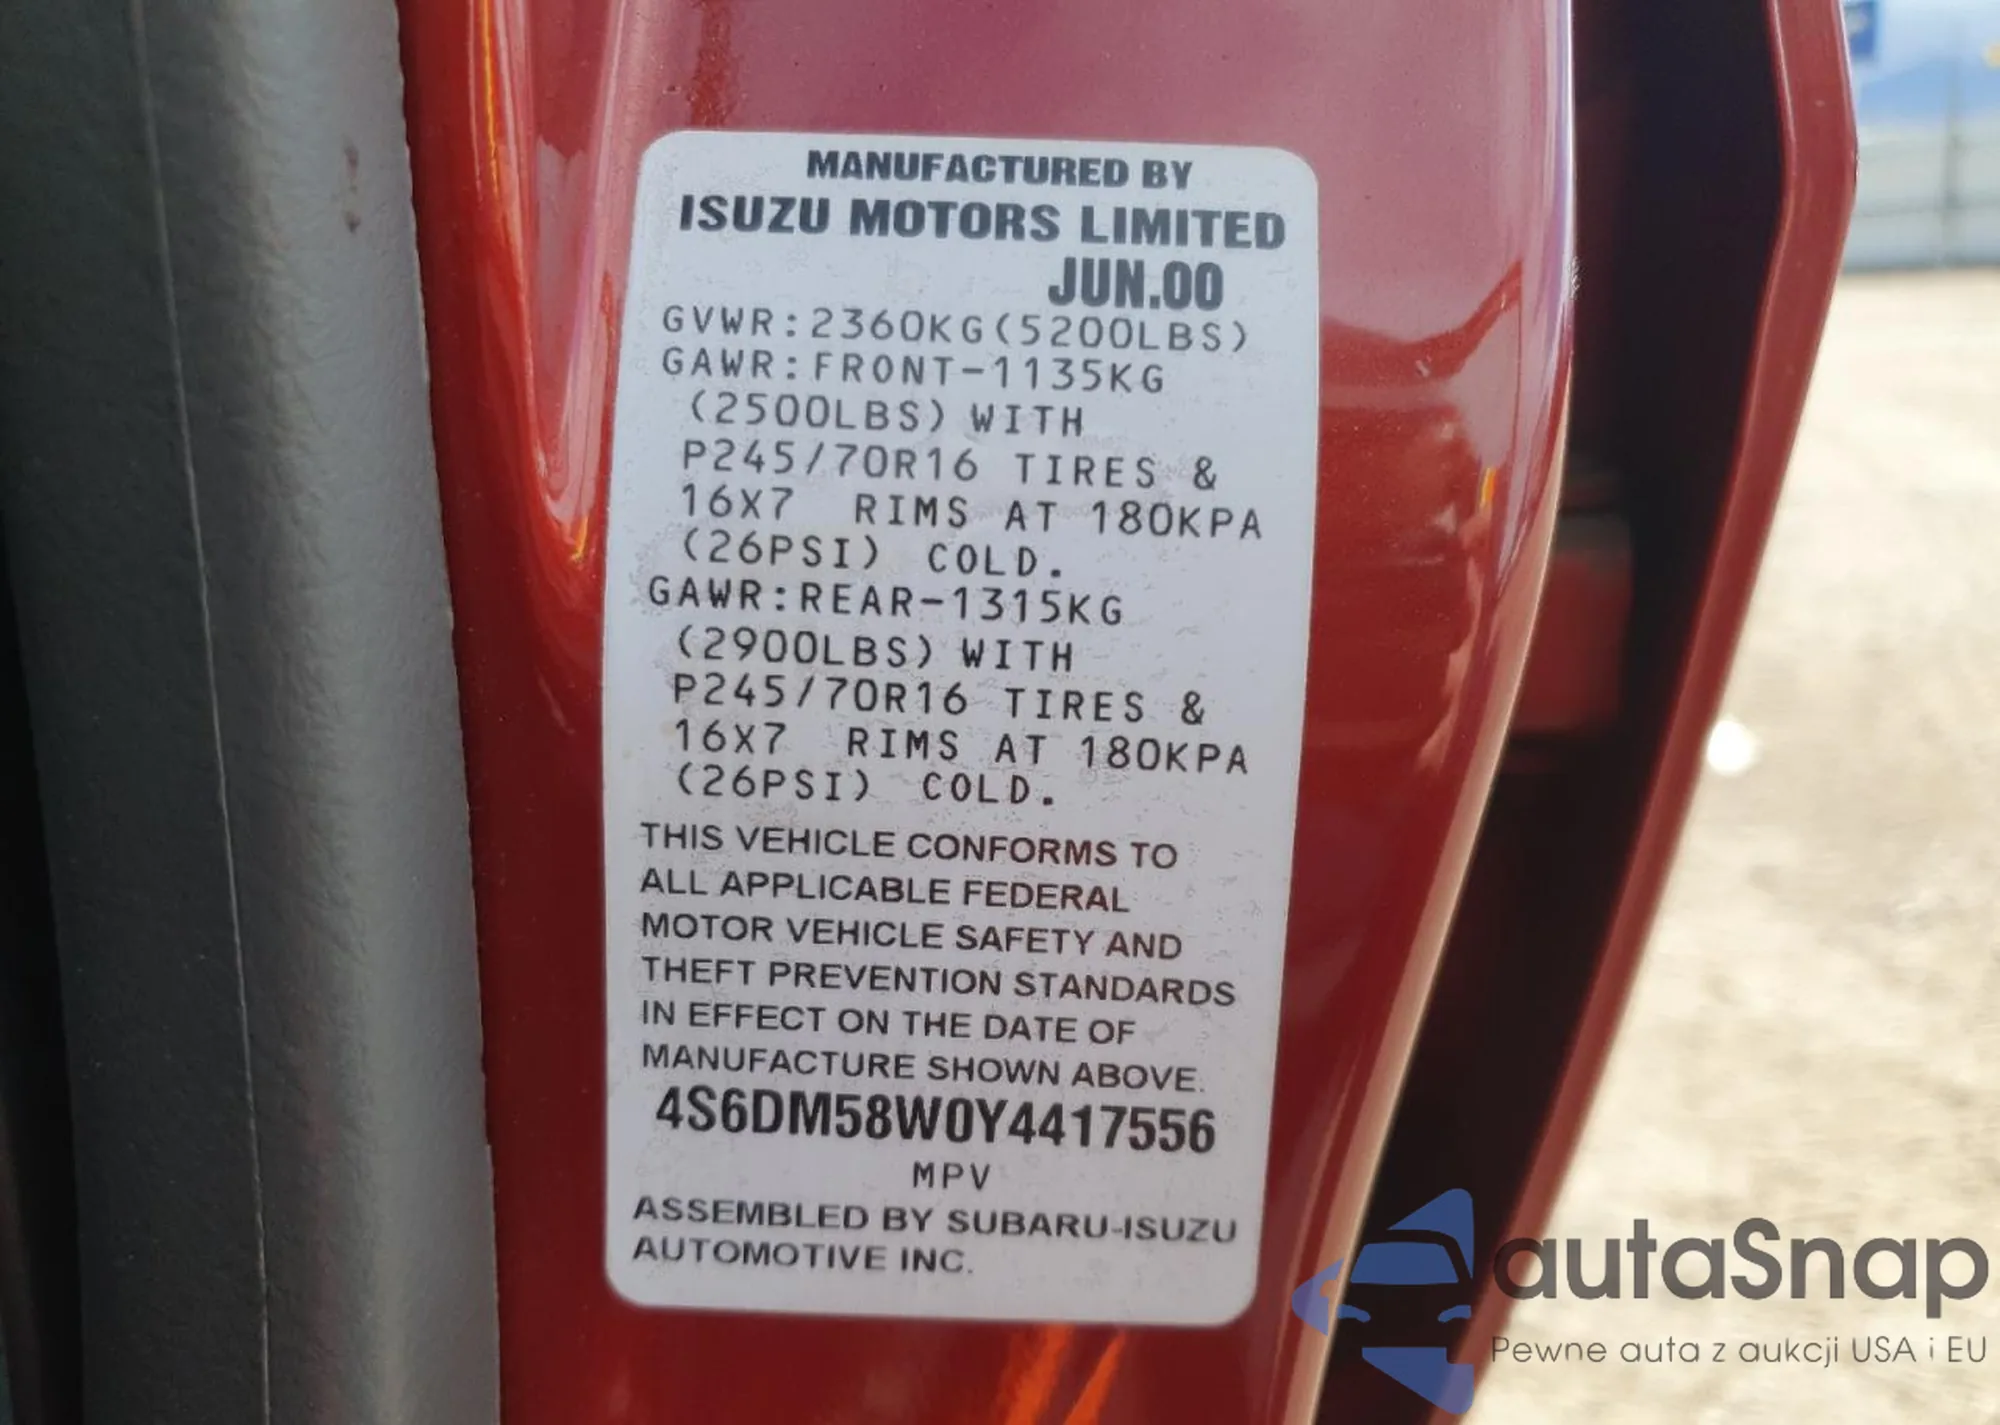 MANUFACTURED BY
ISUZU MOTORS LIMITED
JUN.00
GVWR:2360KG(5200LBS)
GAWR:FRONT-1135KG
(2500LBS) WITH
P245/70R16 TIRES &
16X7 RIMS AT 180KPA
(26PSI) COLD.
GAWR:REAR-1315KG
(2900LBS) WITH
P245/70R16 TIRES &
16X7 RIMS AT 180KPA
(26PSI) COLD.
THIS VEHICLE CONFORMS TO
ALL APPLICABLE FEDERAL
MOTOR VEHICLE SAFETY AND
THEFT PREVENTION STANDARDS
IN EFFECT ON THE DATE OF
MANUFACTURE SHOWN ABOVE.
4S6DM58W0Y4417556
MPV
ASSEMBLED BY SUBARU-ISUZU
AUTOMOTIVE INC.
autaSnap
Pewne auta z aukcji USA i EU